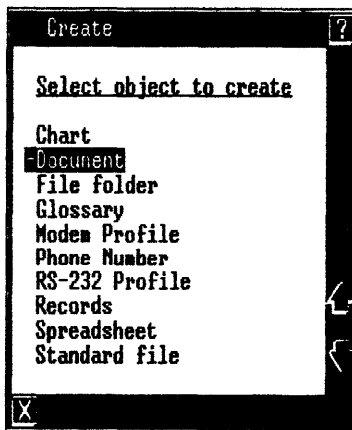 Create ?
Select object to create
Chart
-Document
File folder
Glossary
Modem Profile
Phone Number
RS-232 Profile
Records
Spreadsheet
Standard file
X